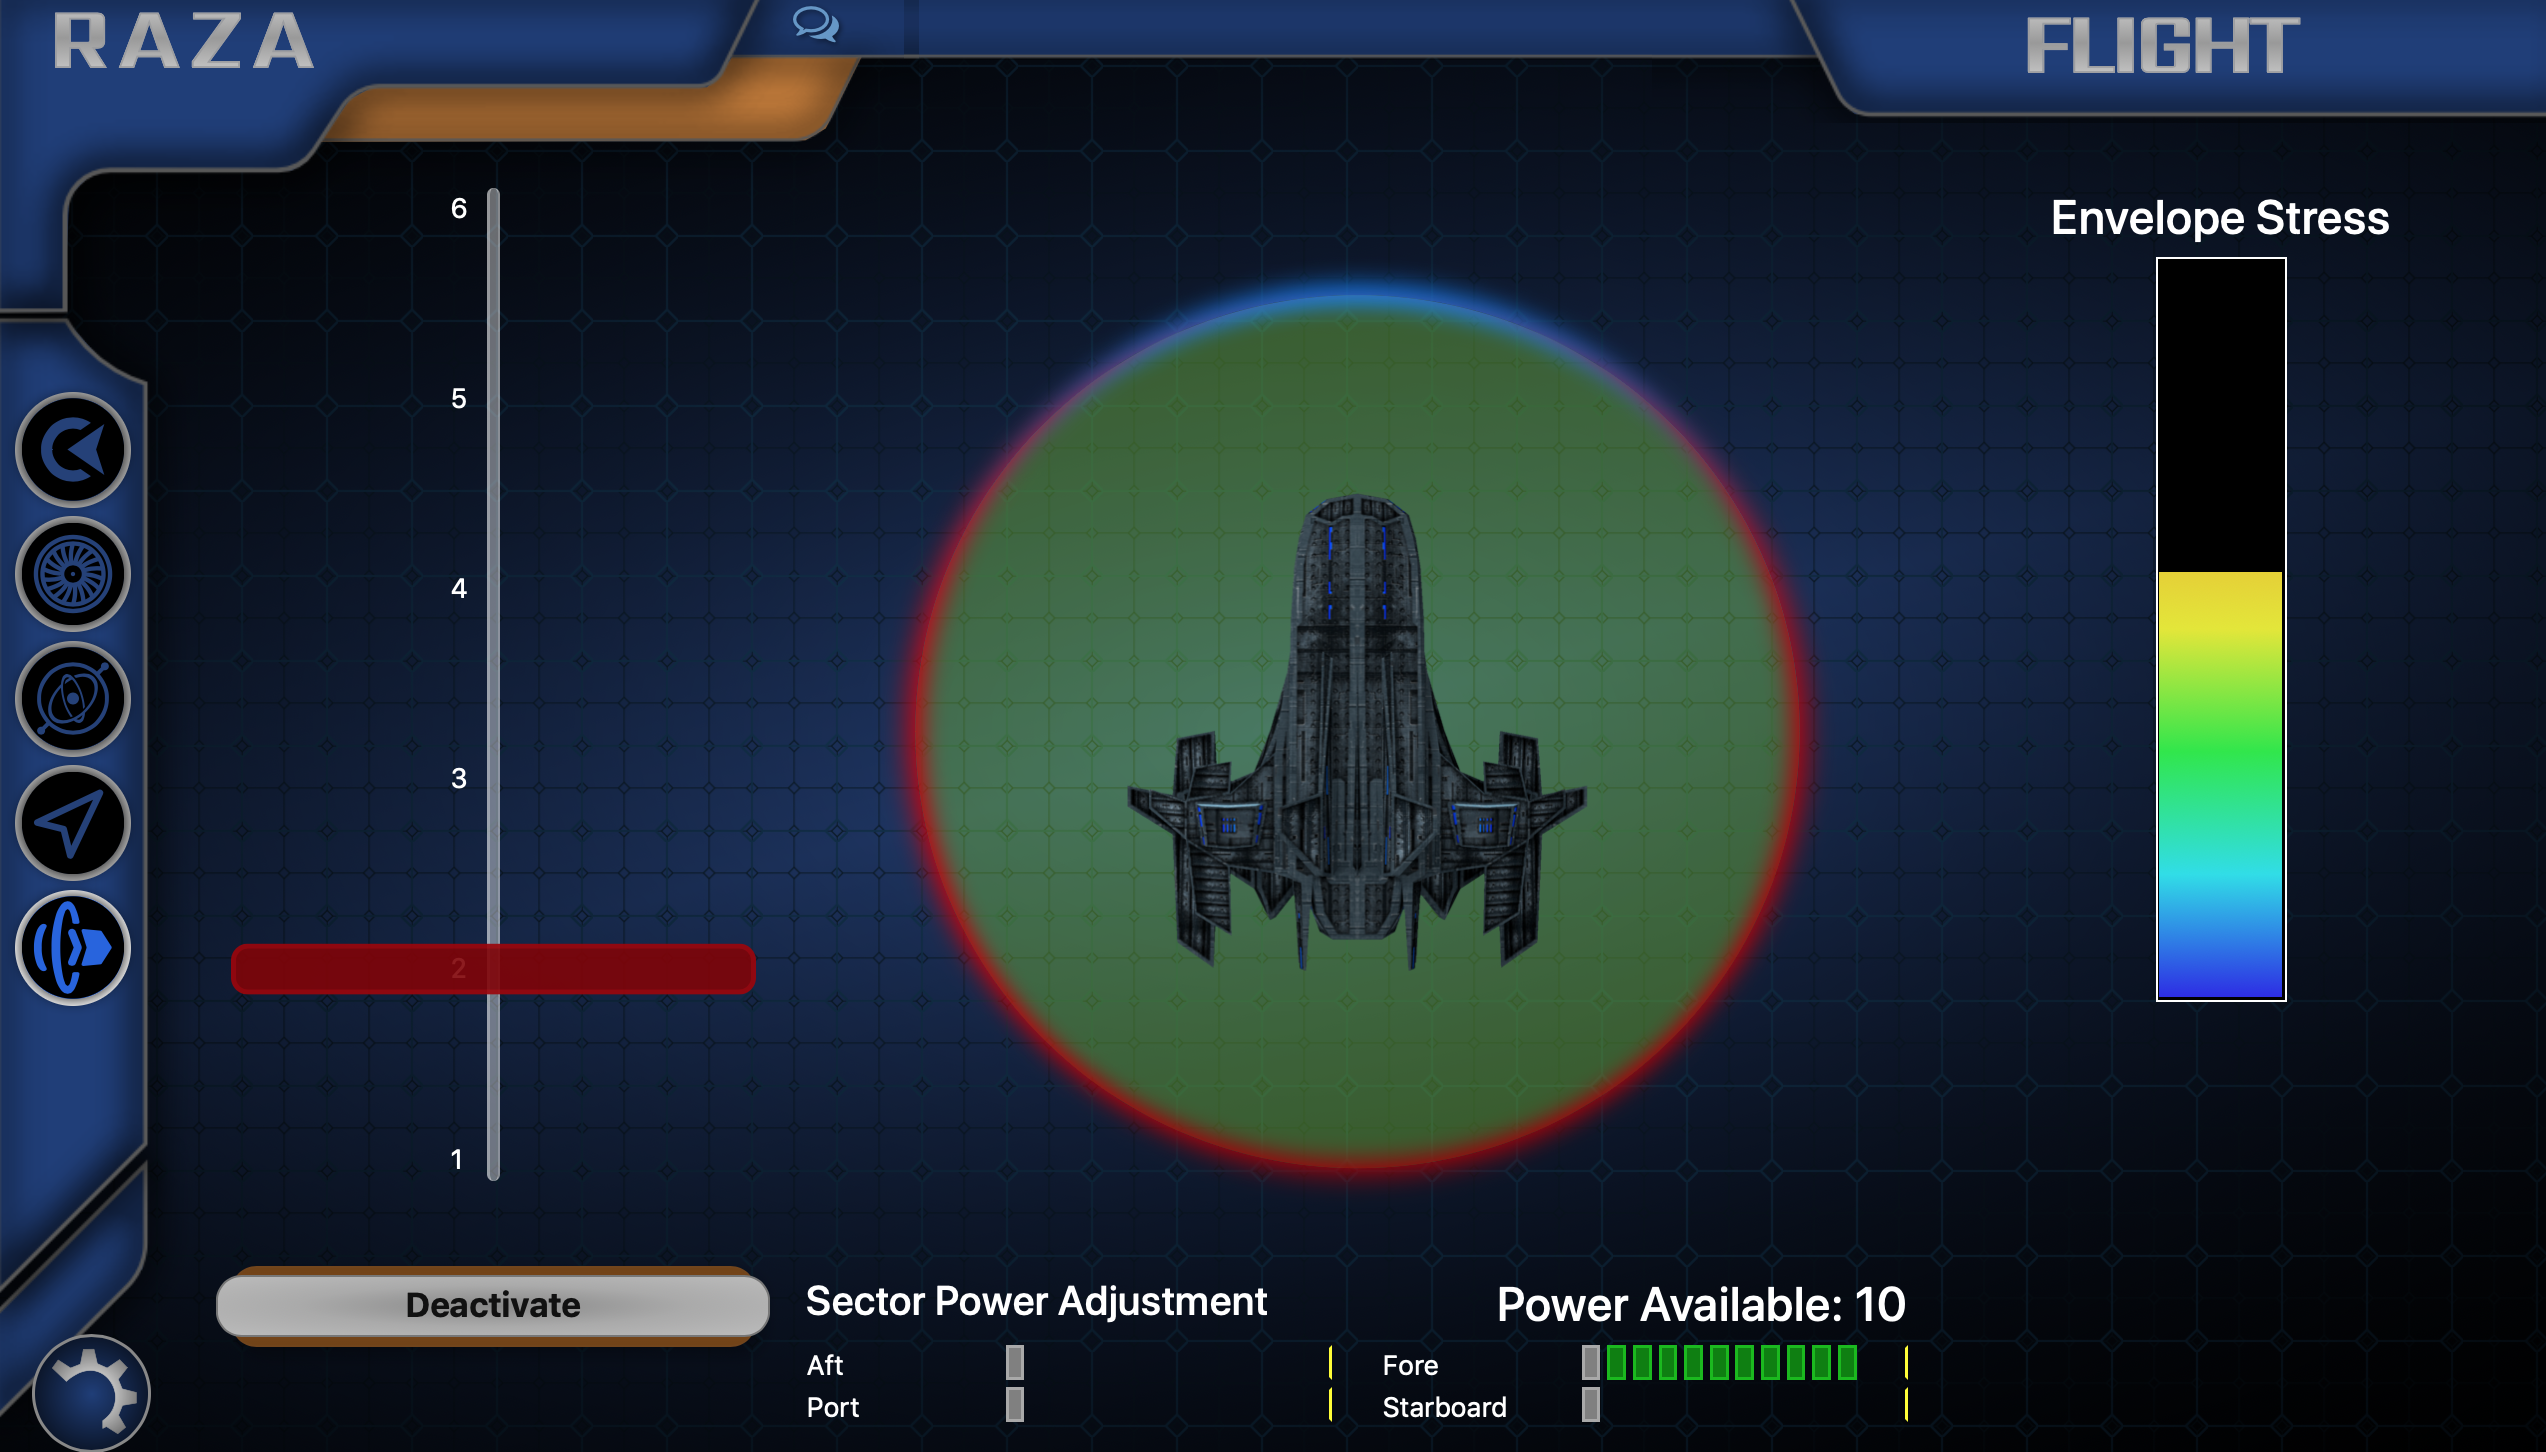 RAZA
FLIGHT
6
5
4
3
2
1
Envelope Stress
Deactivate
Sector Power Adjustment
Power Available: 10
Aft
Fore
Port
Starboard